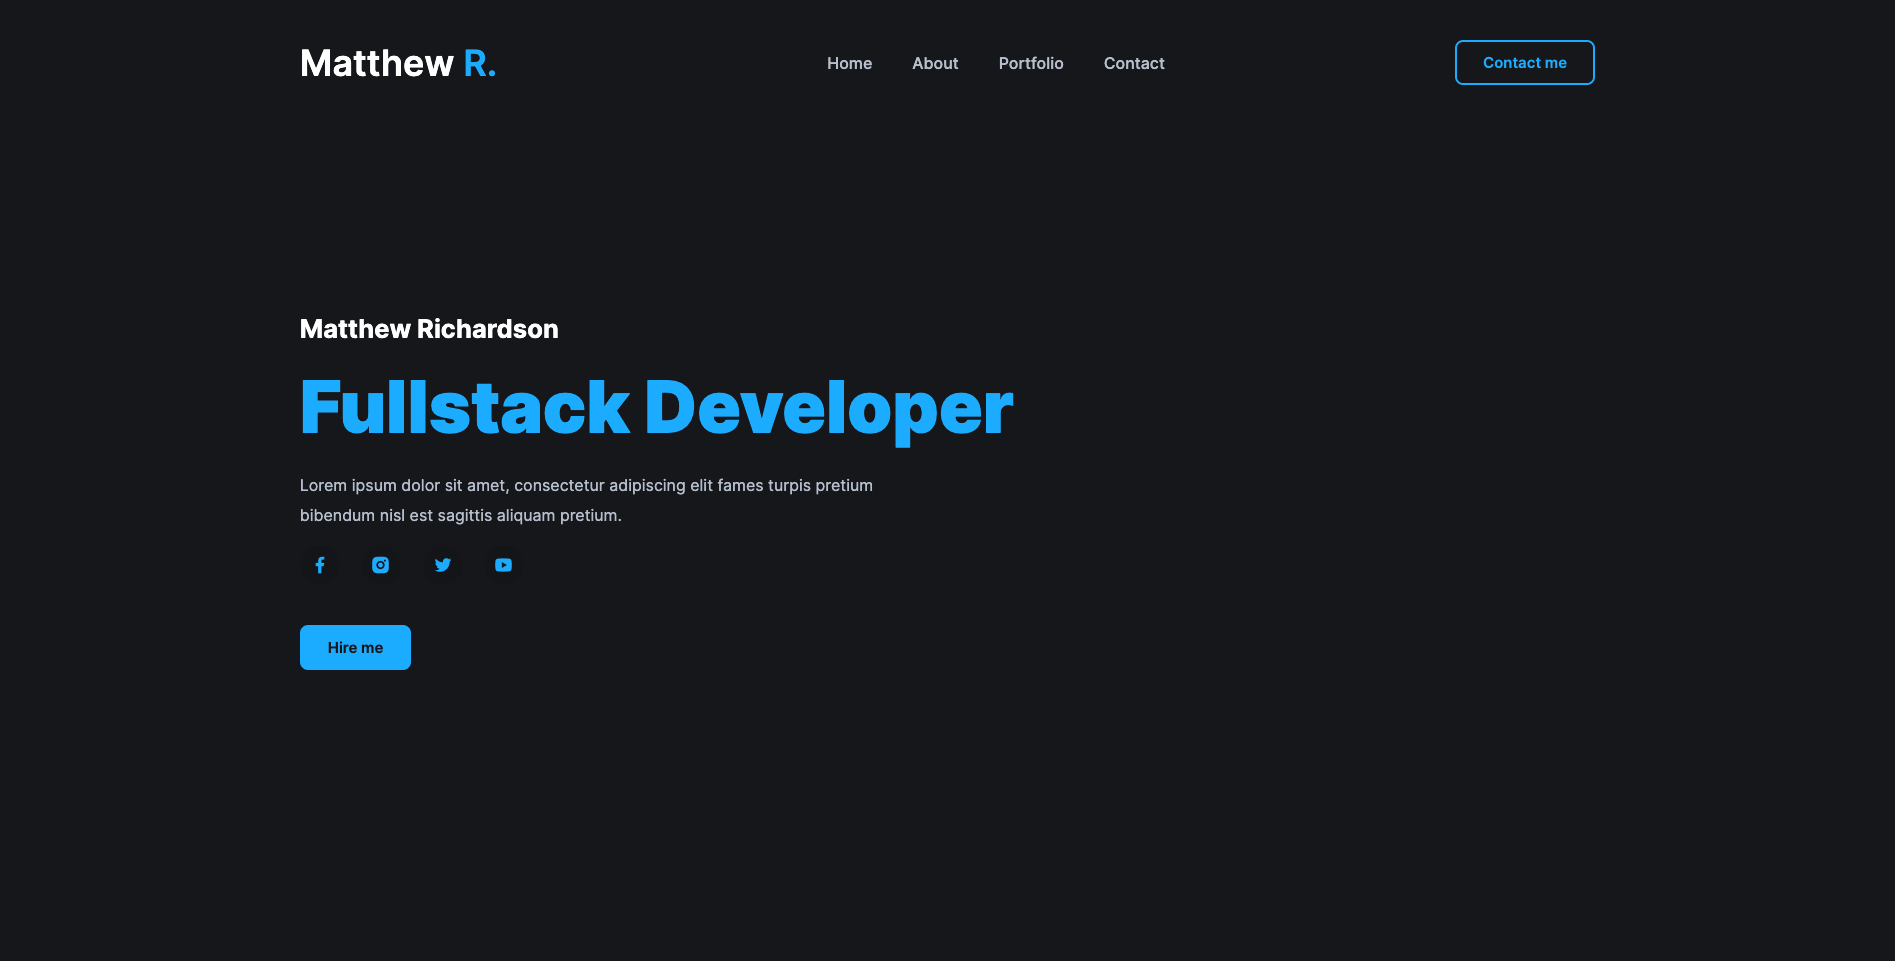 Matthew R.
Home
About
Portfolio
Contact
Contact me
Matthew Richardson
Fullstack Developer
Lorem ipsum dolor sit amet, consectetur adipiscing elit fames turpis pretium
bibendum nisl est sagittis aliquam pretium.
Hire me